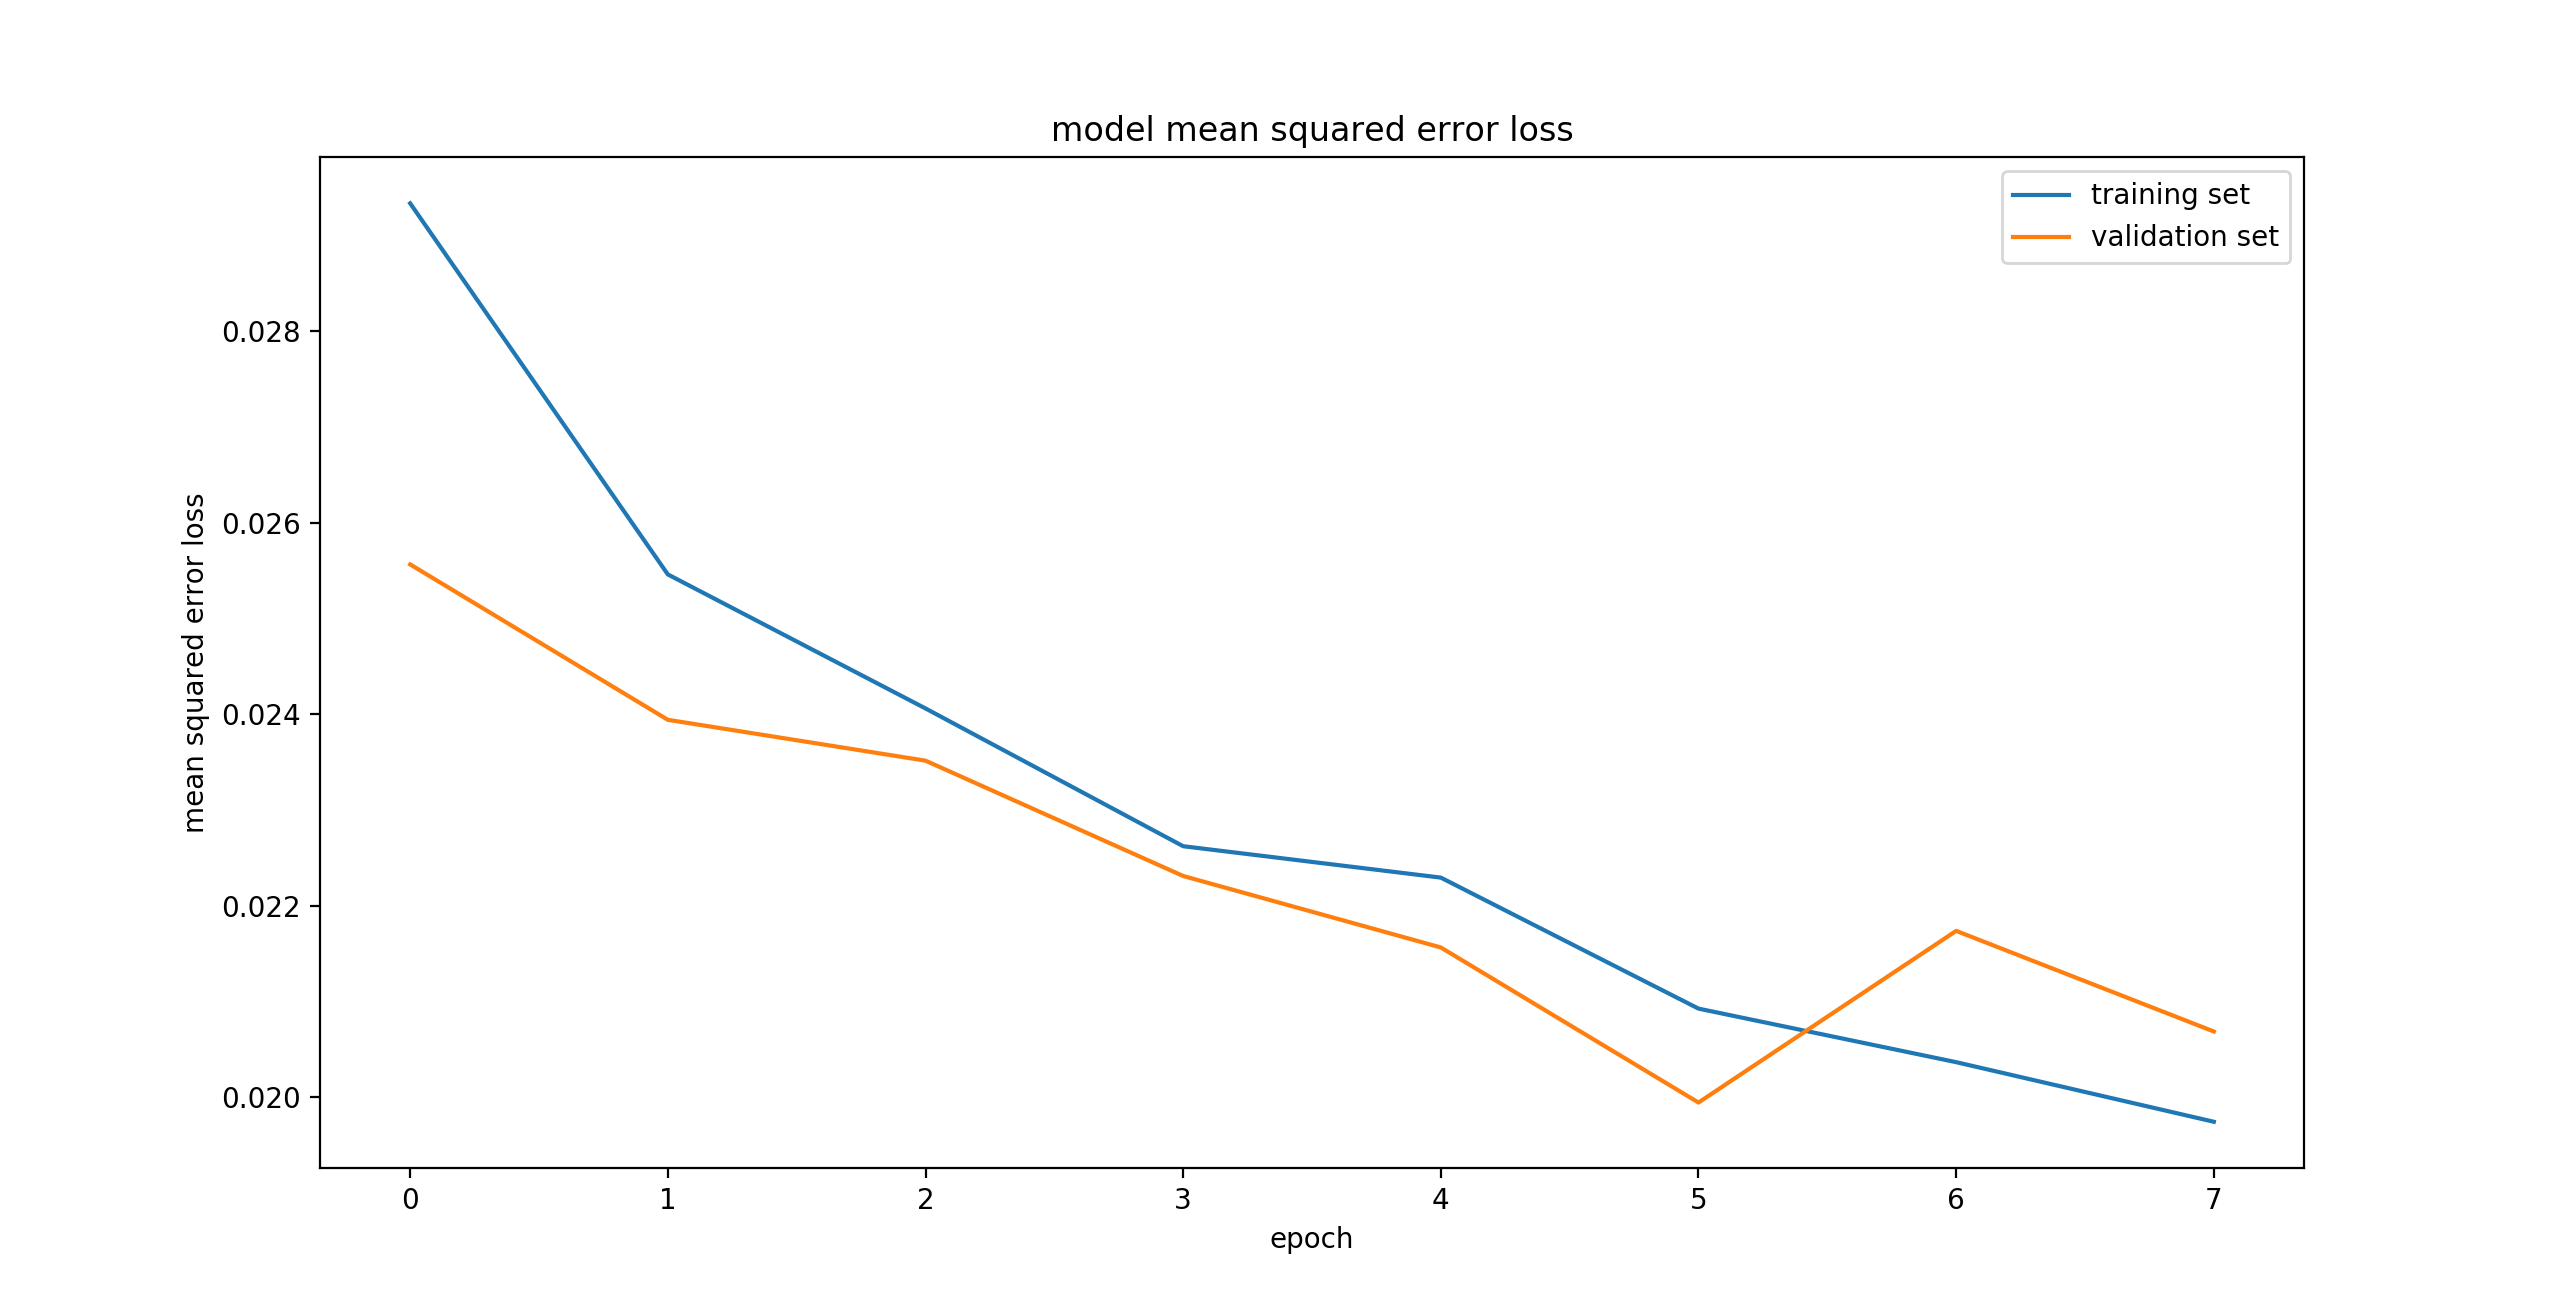 model mean squared error loss
training set
validation set
mean squared error loss
0.028
0.026
0.024
0.022
0.020
0 1 2 3 4 5 6 7
epoch